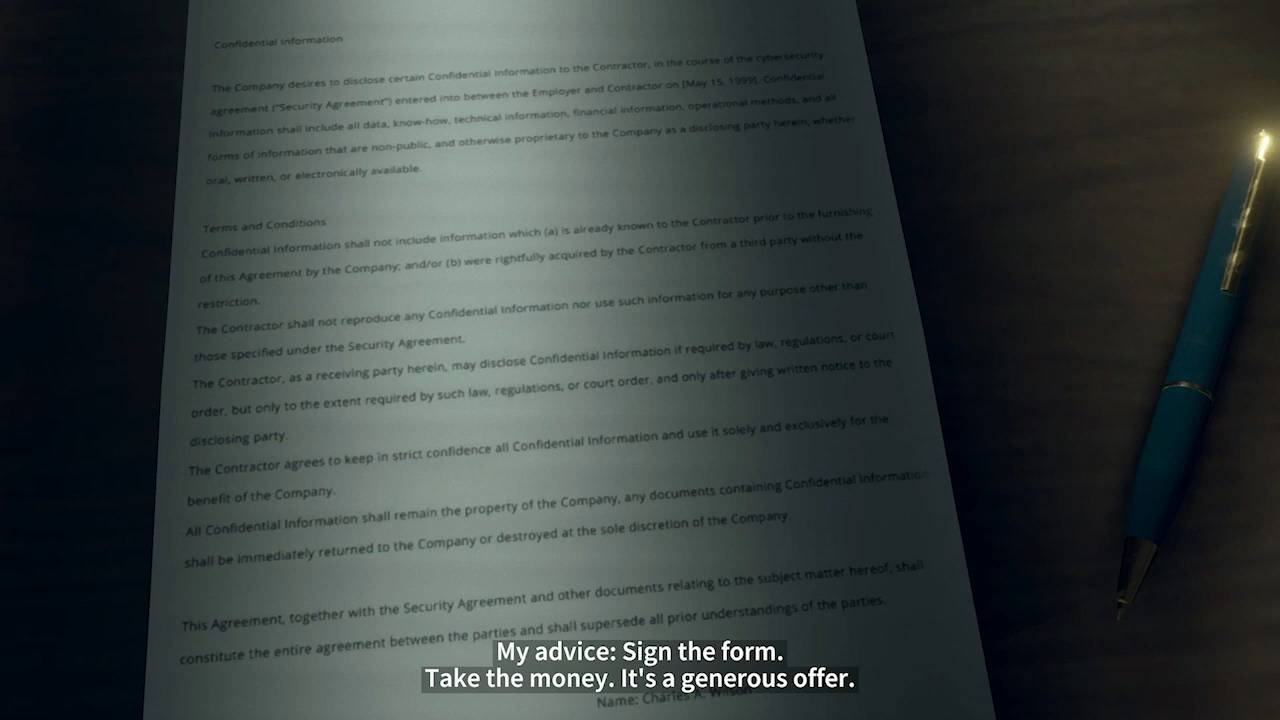 Confidential Information
The Company desires to disclose certain Confidential Information to the Contractor, in the course of the cybersecurity
agreement ("Security Agreement") entered into between the Employer and Contractor on [May 15, 1999]. Confidential
Information shall include all data, know-how, technical information, financial information, operational methods, and all
forms of information that are non-public, and otherwise proprietary to the Company as a disclosing party herein, whether
oral, written, or electronically available.
Terms and Conditions
Confidential Information shall not include information which (a) is already known to the Contractor prior to the furnishing
of this Agreement by the Company; and/or (b) were rightfully acquired by the Contractor from a third party without the
restriction.
The Contractor shall not reproduce any Confidential Information nor use such information for any purpose other than
those specified under the Security Agreement.
The Contractor, as a receiving party herein, may disclose Confidential Information if required by law, regulations, or court
order, but only to the extent required by such law, regulations, or court order, and only after giving written notice to the
disclosing party.
The Contractor agrees to keep in strict confidence all Confidential Information and use it solely and exclusively for the
benefit of the Company.
All Confidential Information shall remain the property of the Company, any documents containing Confidential Information
shall be immediately returned to the Company or destroyed at the sole discretion of the Company.
This Agreement, together with the Security Agreement and other documents relating to the subject matter hereof, shall
constitute the entire agreement between the parties and shall supersede all prior understandings of the parties.
My advice: Sign the form.
Take the money. It's a generous offer.
Name: Charles A. Wilson